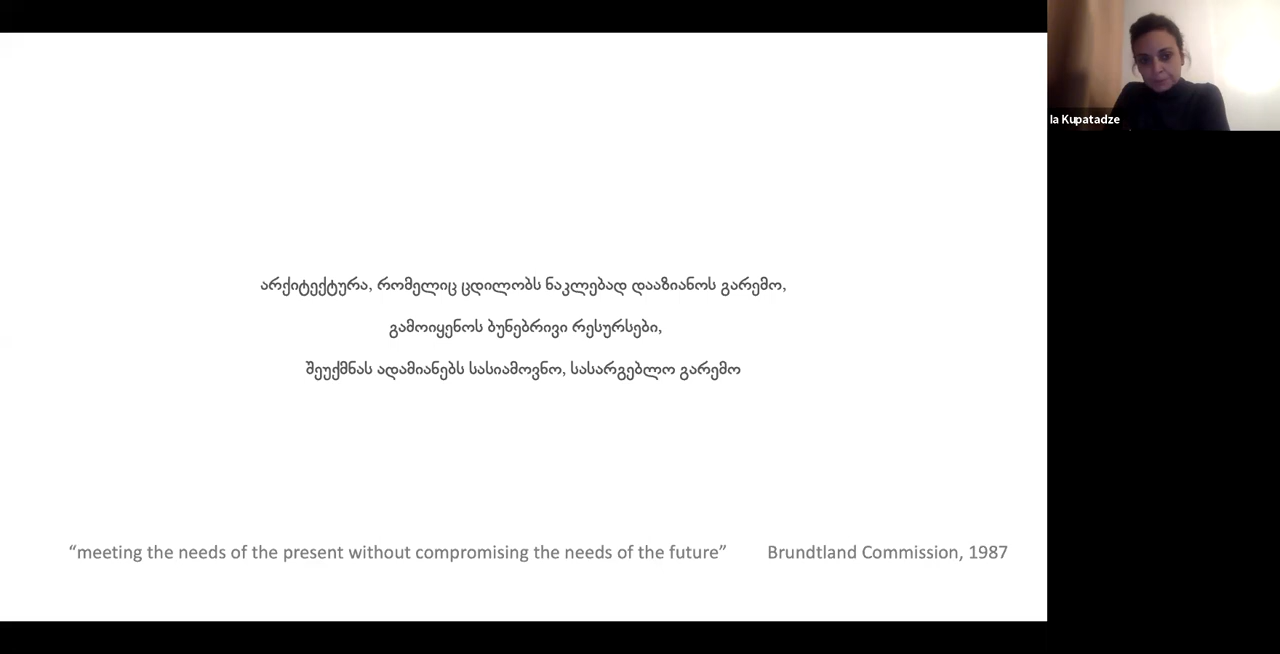 Ia Kupatadze
არქიტექტურა, რომელიც ცდილობს ნაკლებად დააზიანოს გარემო,
გამოიყენოს ბუნებრივი რესურსები,
შეუქმნას ადამიანებს სასიამოვნო, სასარგებლო გარემო
“meeting the needs of the present without compromising the needs of the future” Brundtland Commission, 1987